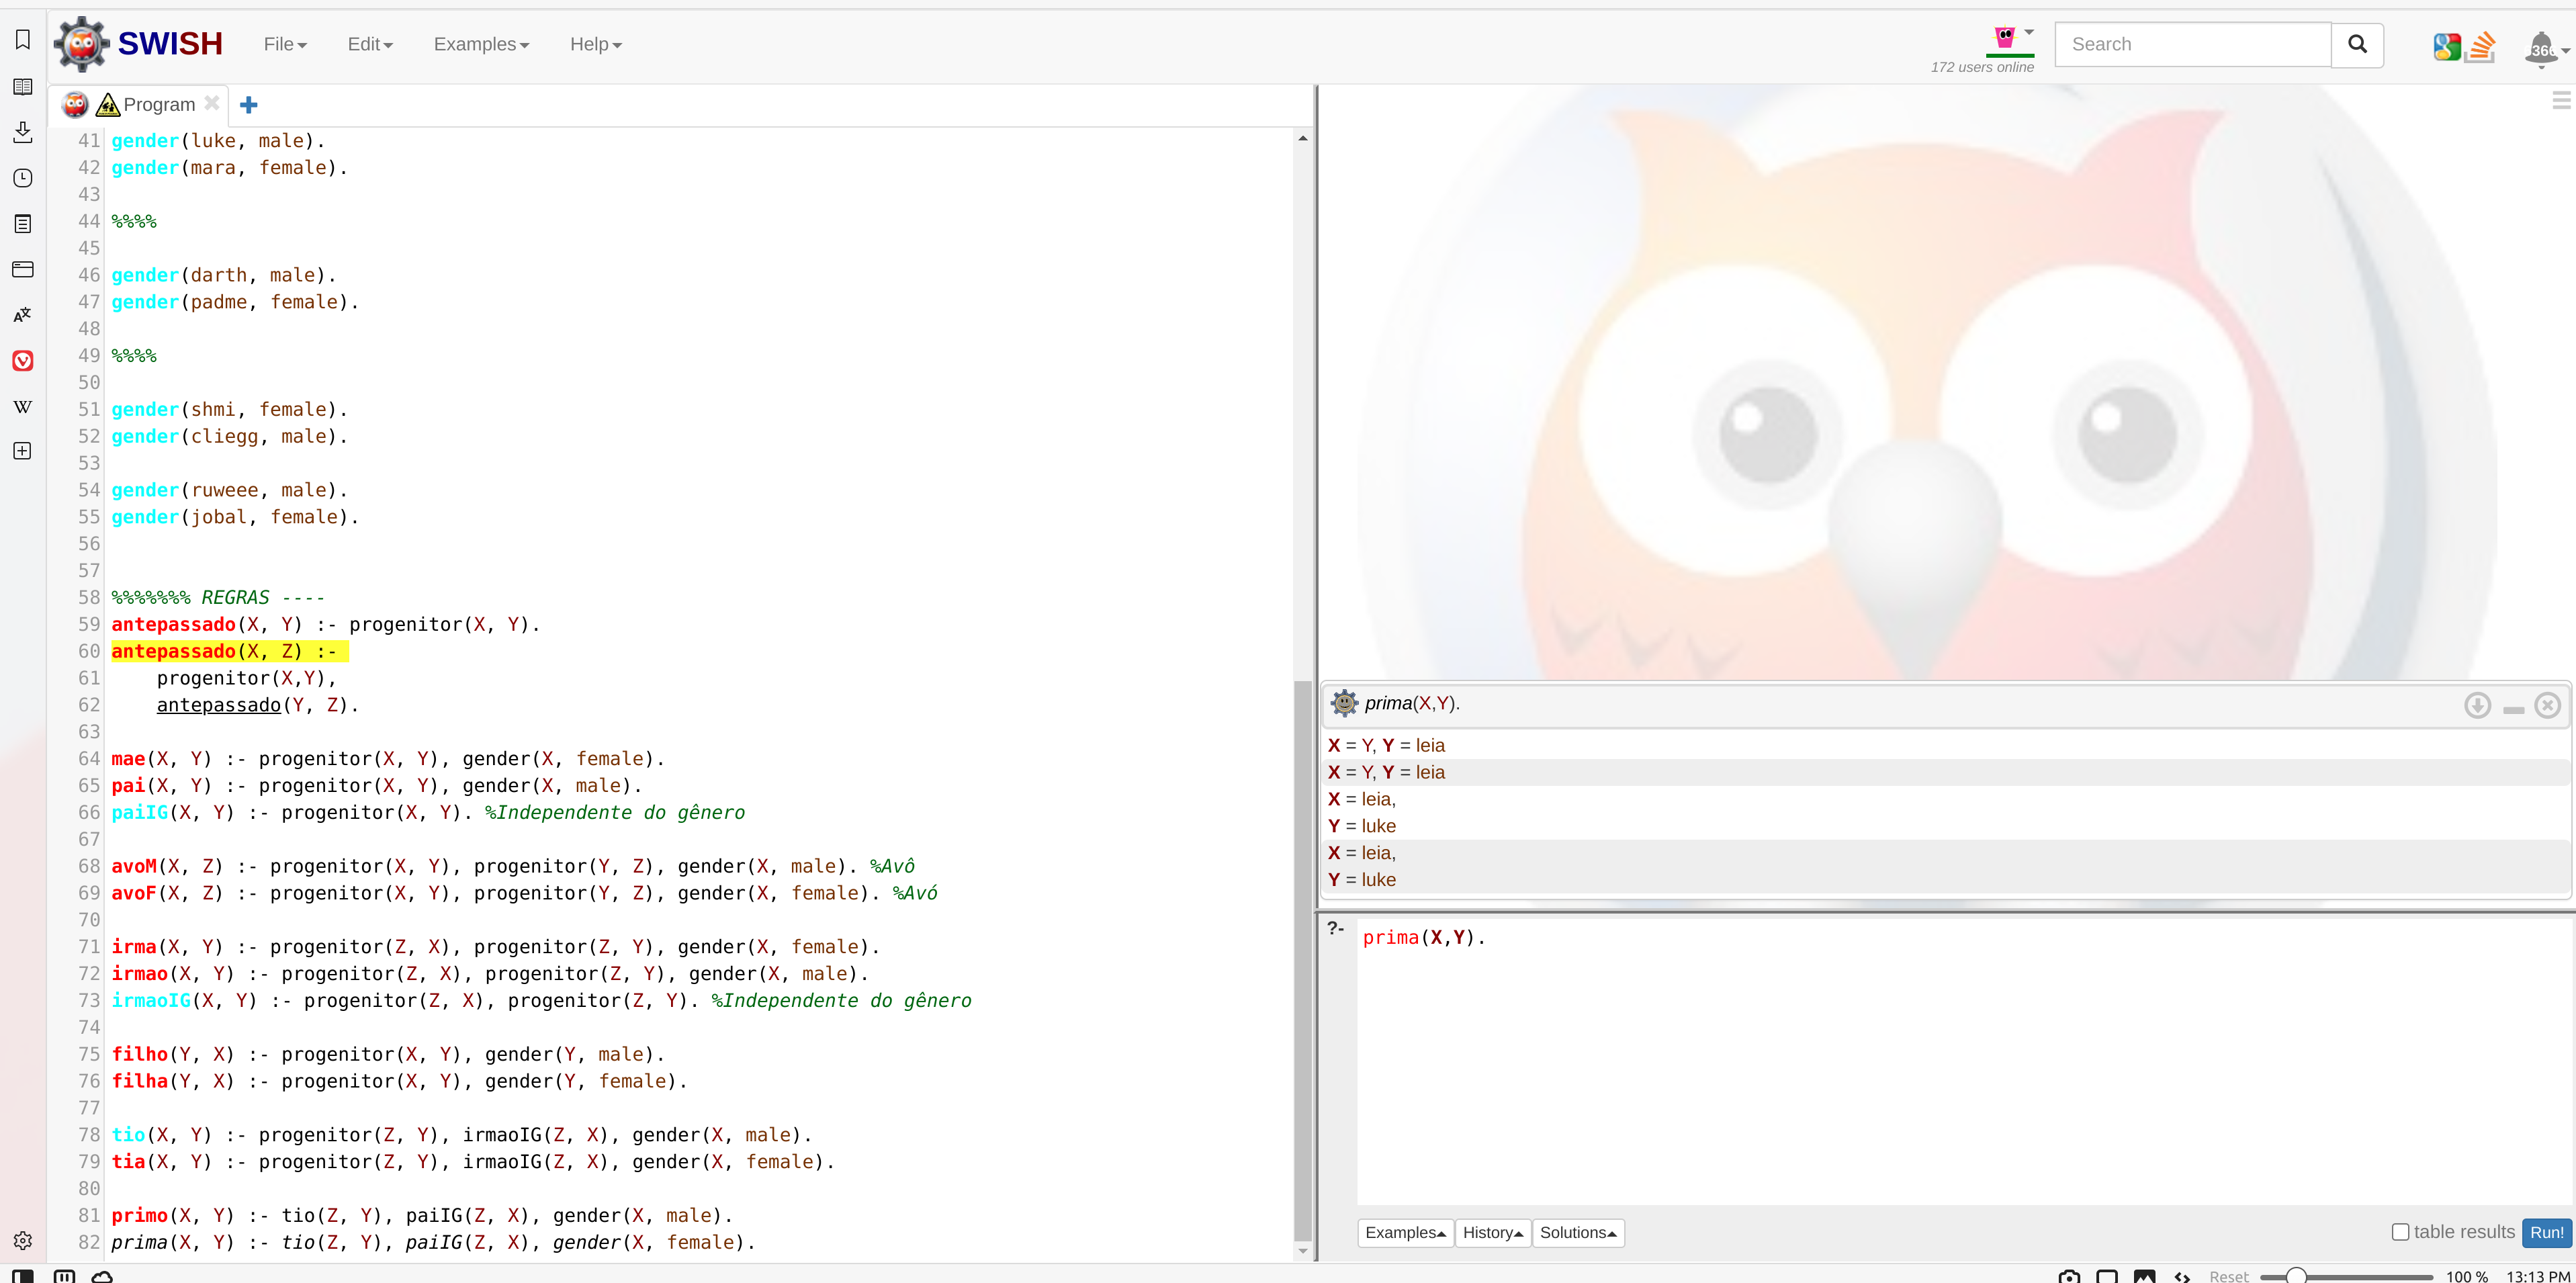 SWISH File Edit Examples Help
172 users online
Search
Program
41 gender(luke, male).
42 gender(mara, female).
43
44 %%%%
45
46 gender(darth, male).
47 gender(padme, female).
48
49 %%%%
50
51 gender(shmi, female).
52 gender(cliegg, male).
53
54 gender(ruweee, male).
55 gender(jobal, female).
56
57
58 %%%%%%% REGRAS ----
59 antepassado(X, Y) :- progenitor(X, Y).
60 antepassado(X, Z) :-
61 progenitor(X,Y),
62 antepassado(Y, Z).
63
64 mae(X, Y) :- progenitor(X, Y), gender(X, female).
65 pai(X, Y) :- progenitor(X, Y), gender(X, male).
66 paiIG(X, Y) :- progenitor(X, Y). %Independente do gênero
67
68 avoM(X, Z) :- progenitor(X, Y), progenitor(Y, Z), gender(X, male). %Avô
69 avoF(X, Z) :- progenitor(X, Y), progenitor(Y, Z), gender(X, female). %Avó
70
71 irma(X, Y) :- progenitor(Z, X), progenitor(Z, Y), gender(X, female).
72 irmao(X, Y) :- progenitor(Z, X), progenitor(Z, Y), gender(X, male).
73 irmaoIG(X, Y) :- progenitor(Z, X), progenitor(Z, Y). %Independente do gênero
74
75 filho(Y, X) :- progenitor(X, Y), gender(Y, male).
76 filha(Y, X) :- progenitor(X, Y), gender(Y, female).
77
78 tio(X, Y) :- progenitor(Z, Y), irmaoIG(Z, X), gender(X, male).
79 tia(X, Y) :- progenitor(Z, Y), irmaoIG(Z, X), gender(X, female).
80
81 primo(X, Y) :- tio(Z, Y), paiIG(Z, X), gender(X, male).
82 prima(X, Y) :- tio(Z, Y), paiIG(Z, X), gender(X, female).
prima(X,Y).
X = Y, Y = leia
X = Y, Y = leia
X = leia,
Y = luke
X = leia,
Y = luke
?- prima(X,Y).
Examples History Solutions table results Run!
Reset 100 % 13:13 PM